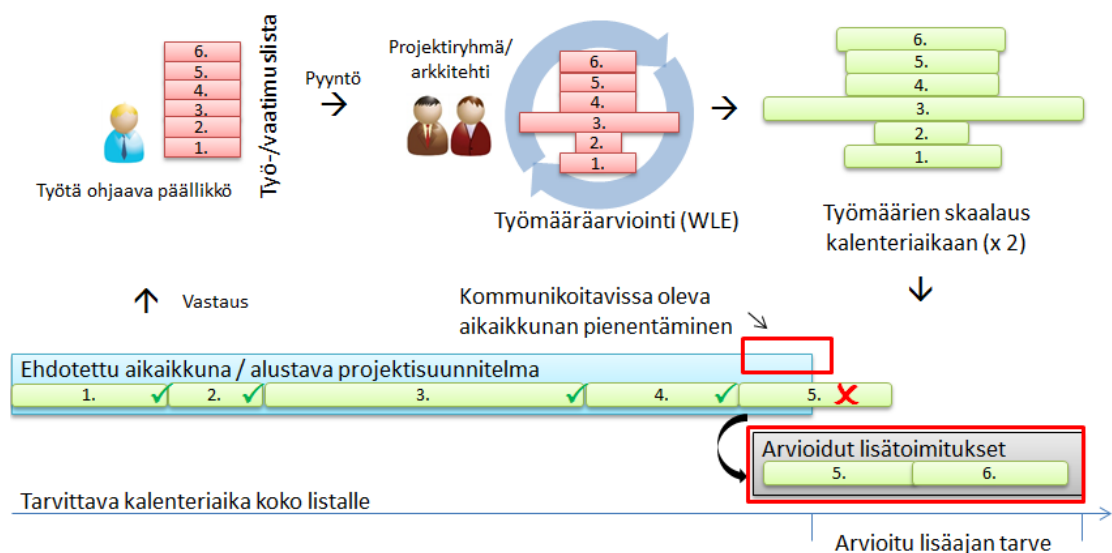 6.
5.
4.
3.
2.
1.
Työ-/vaatimuslista
Työtä ohjaava päällikkö
Pyyntö
Projektiryhmä/
arkkitehti
6.
5.
4.
3.
2.
1.
Työmääräarviointi (WLE)
6.
5.
4.
3.
2.
1.
Työmäärien skaalaus
kalenteriaikaan (x 2)
Vastaus
Kommunikoitavissa oleva
aikaikkunan pienentäminen
Ehdotettu aikaikkuna / alustava projektisuunnitelma
1. 2. 3. 4. 5.
Arvioidut lisätoimitukset
5. 6.
Tarvittava kalenteriaika koko listalle
Arvioitu lisäajan tarve